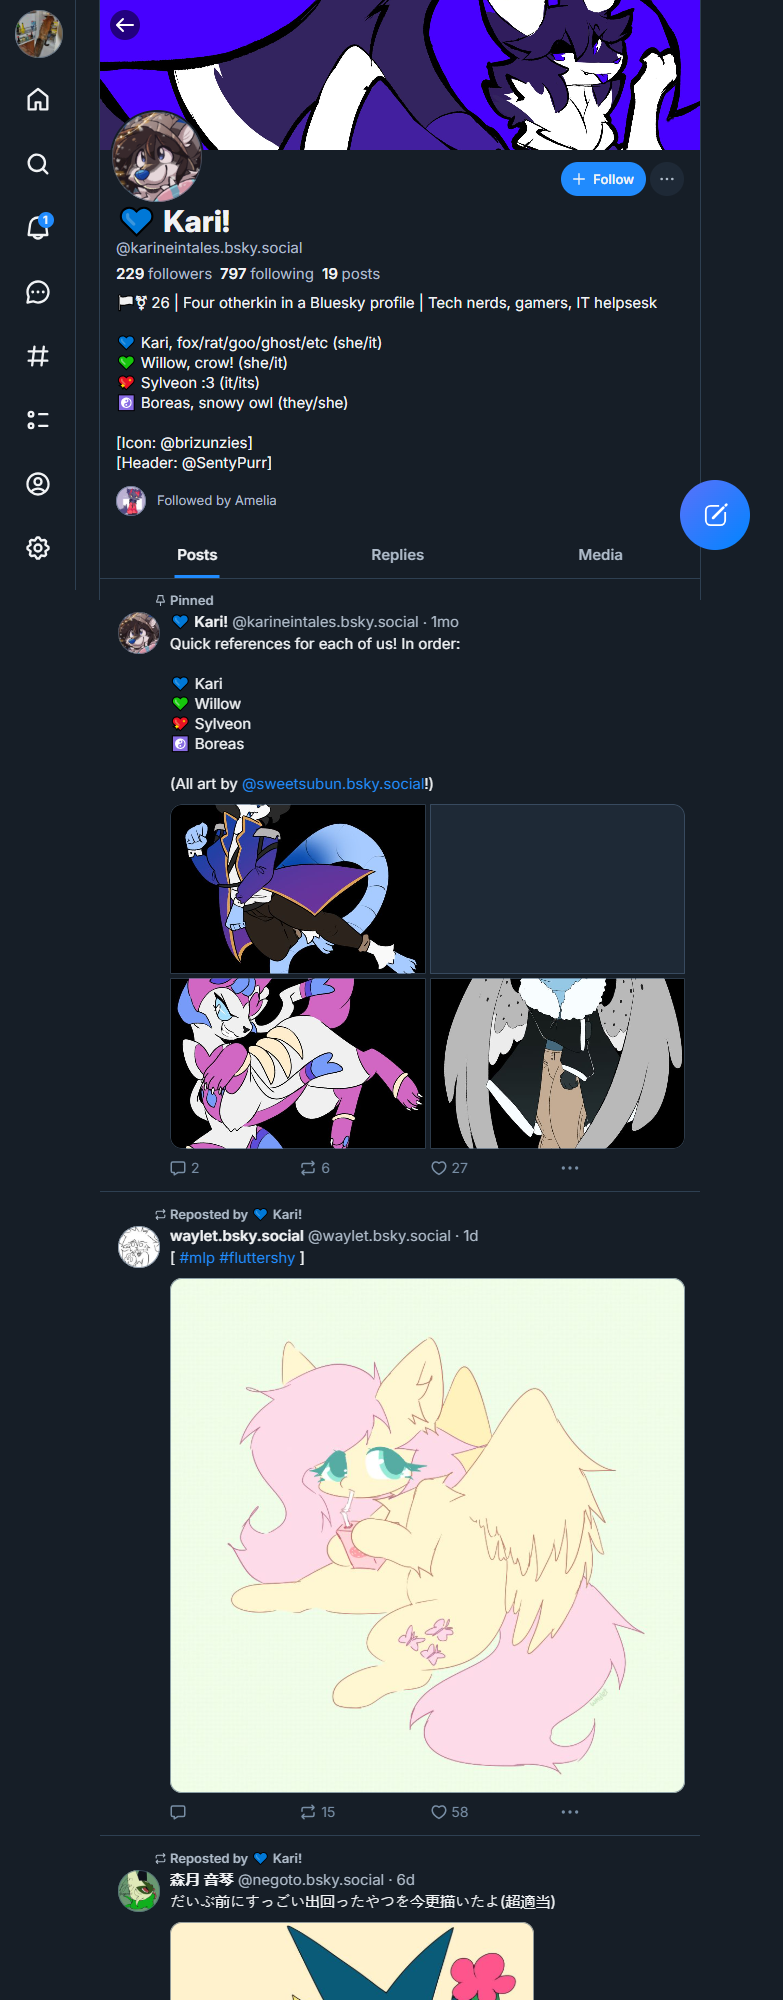 1
Follow
💙 Kari!
@karineintales.bsky.social
229 followers 797 following 19 posts
🏳️‍⚧️ 26 | Four otherkin in a Bluesky profile | Tech nerds, gamers, IT helpsesk
💙 Kari, fox/rat/goo/ghost/etc (she/it)
💚 Willow, crow! (she/it)
💖 Sylveon :3 (it/its)
☯️ Boreas, snowy owl (they/she)
[Icon: @brizunzies]
[Header: @SentyPurr]
Followed by Amelia
Posts Replies Media
Pinned
💙 Kari! @karineintales.bsky.social · 1mo
Quick references for each of us! In order:
💙 Kari
💚 Willow
💖 Sylveon
☯️ Boreas
(All art by @sweetsubun.bsky.social!)
2 6 27
Reposted by 💙 Kari!
waylet.bsky.social @waylet.bsky.social · 1d
[ #mlp #fluttershy ]
15 58
Reposted by 💙 Kari!
森月 音琴 @negoto.bsky.social · 6d
だいぶ前にすっごい出回ったやつを今更描いたよ(超適当)